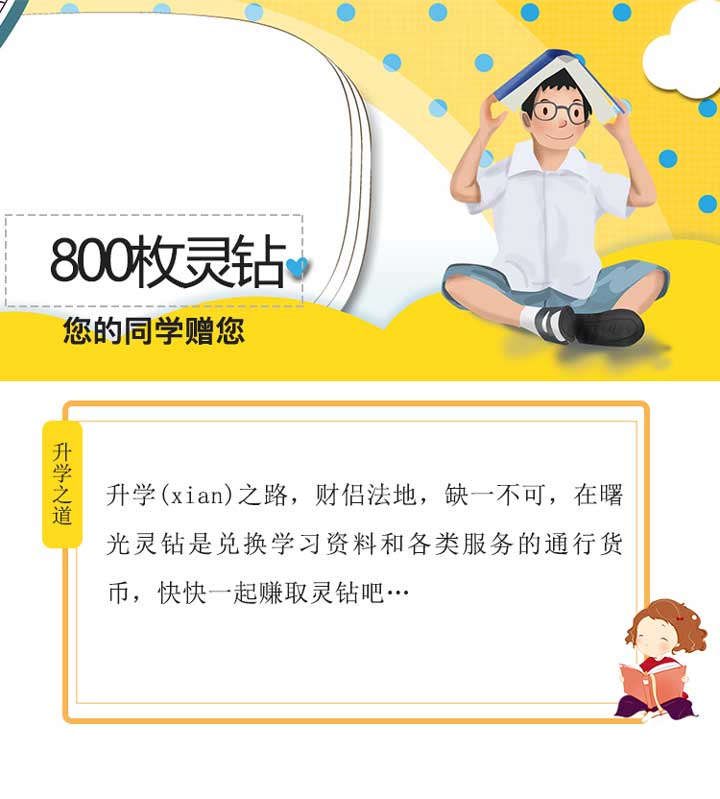 800枚灵钻
您的同学赠您
升学之道
升学(xian)之路，财侣法地，缺一不可，在曙
光灵钻是兑换学习资料和各类服务的通行货
币，快快一起赚取灵钻吧…